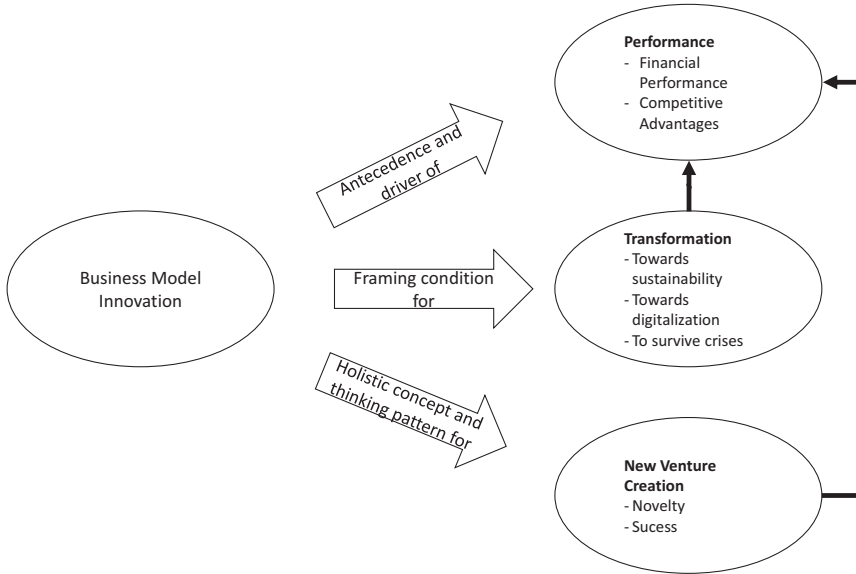 Business Model
Innovation
Antecedence and
driver of
Framing condition
for
Holistic concept and
thinking pattern for
Performance
- Financial
Performance
- Competitive
Advantages
Transformation
- Towards
sustainability
- Towards
digitalization
- To survive crises
New Venture
Creation
- Novelty
- Sucess